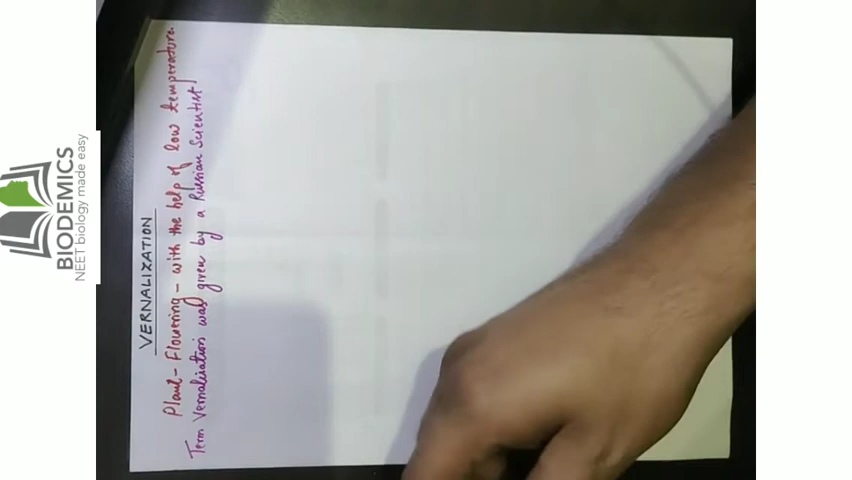 BIODEMICS
NEET biology made easy
VERNALIZATION
Plant - Flowering - with the help of low temperature.
Term Vernalisation was given by a Russian Scientist